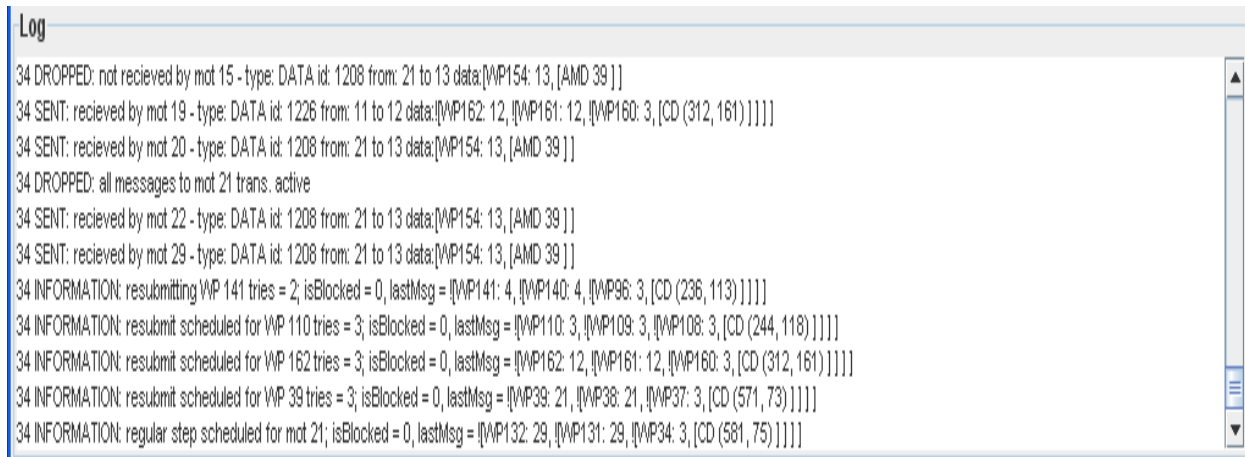 Log
34 DROPPED: not recieved by mot 15 - type: DATA id: 1208 from: 21 to 13 data:[WP154: 13, [AMD 39 ] ]
34 SENT: recieved by mot 19 - type: DATA id: 1226 from: 11 to 12 data:![WP162: 12, ![WP161: 12, ![WP160: 3, [CD (312, 161) ] ] ] ]
34 SENT: recieved by mot 20 - type: DATA id: 1208 from: 21 to 13 data:[WP154: 13, [AMD 39 ] ]
34 DROPPED: all messages to mot 21 trans. active
34 SENT: recieved by mot 22 - type: DATA id: 1208 from: 21 to 13 data:[WP154: 13, [AMD 39 ] ]
34 SENT: recieved by mot 29 - type: DATA id: 1208 from: 21 to 13 data:[WP154: 13, [AMD 39 ] ]
34 INFORMATION: resubmitting WP 141 tries = 2; isBlocked = 0, lastMsg = ![WP141: 4, ![WP140: 4, ![WP96: 3, [CD (236, 113) ] ] ] ]
34 INFORMATION: resubmit scheduled for WP 110 tries = 3; isBlocked = 0, lastMsg = ![WP110: 3, ![WP109: 3, ![WP108: 3, [CD (244, 118) ] ] ] ]
34 INFORMATION: resubmit scheduled for WP 162 tries = 3; isBlocked = 0, lastMsg = ![WP162: 12, ![WP161: 12, ![WP160: 3, [CD (312, 161) ] ] ] ]
34 INFORMATION: resubmit scheduled for WP 39 tries = 3; isBlocked = 0, lastMsg = ![WP39: 21, ![WP38: 21, ![WP37: 3, [CD (571, 73) ] ] ] ]
34 INFORMATION: regular step scheduled for mot 21; isBlocked = 0, lastMsg = ![WP132: 29, ![WP131: 29, ![WP34: 3, [CD (581, 75) ] ] ] ]